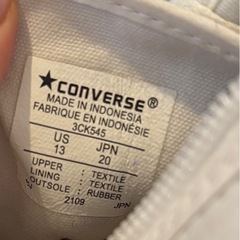 ★CONVERSE®
MADE IN INDONESIA
FABRIQUE EN INDONÉSIE
3CK545
US JPN
13 20
UPPER : TEXTILE
LINING : TEXTILE
OUTSOLE : RUBBER
2109 JPN